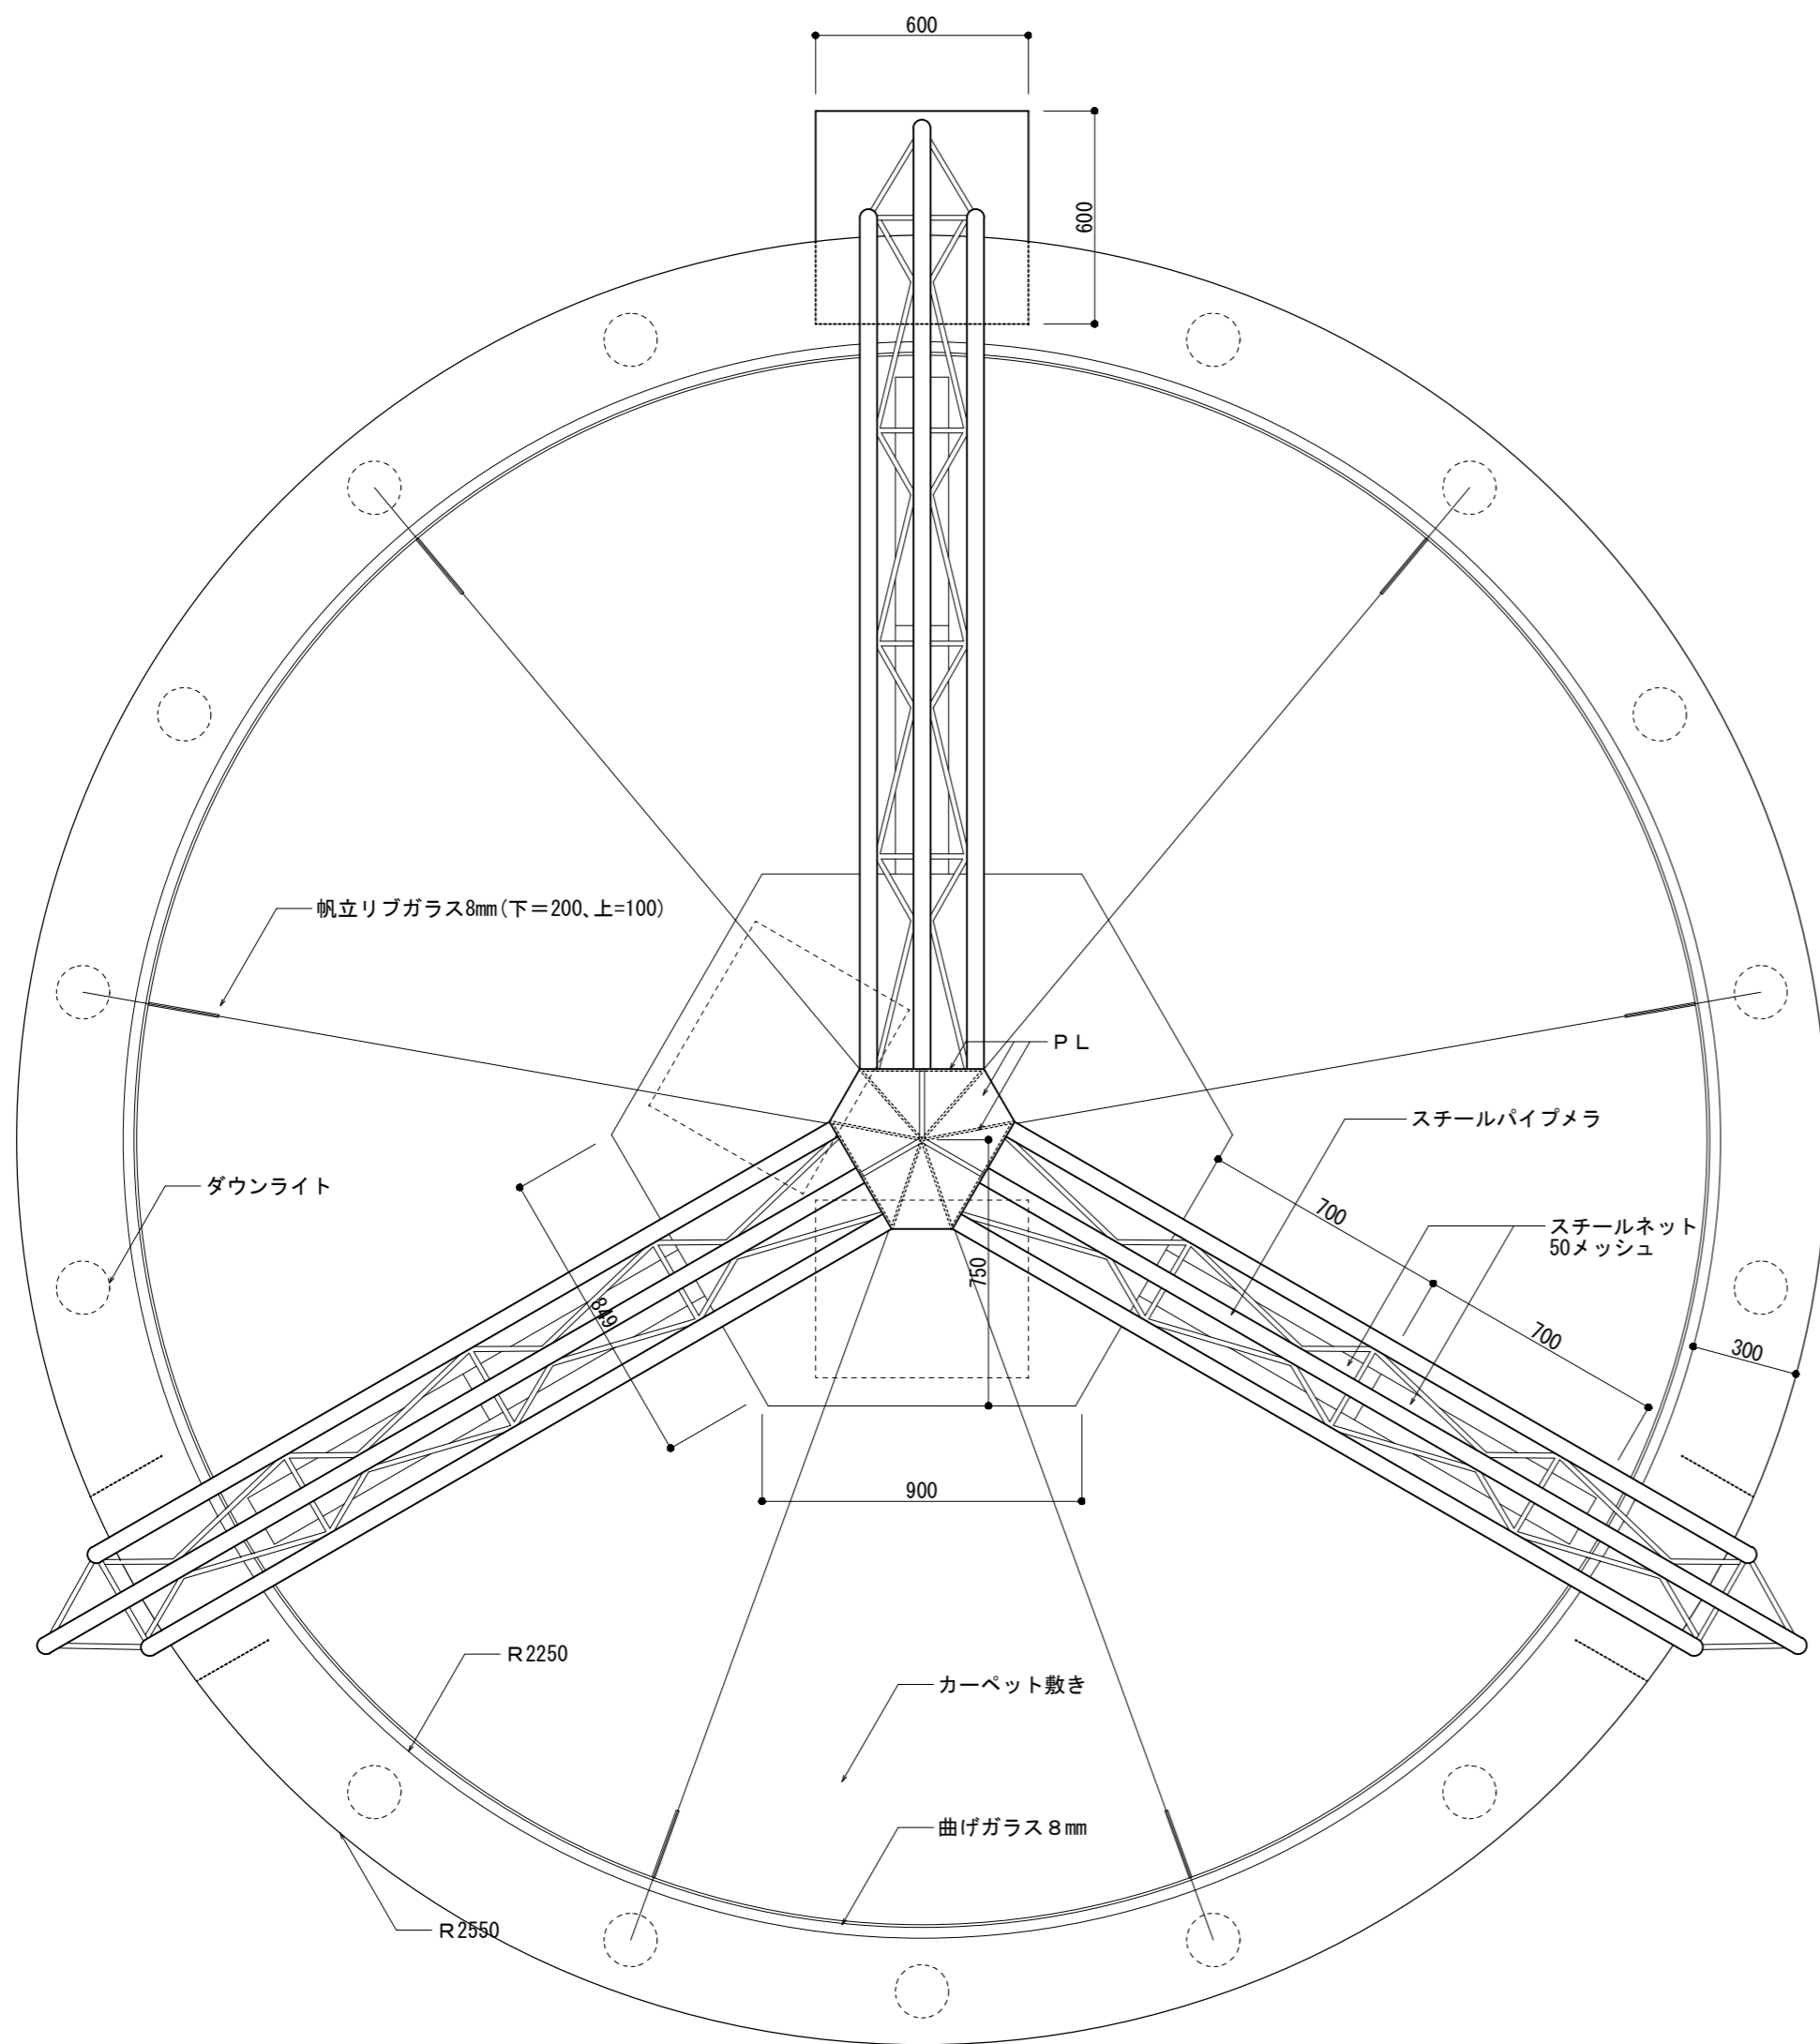 600
600
帆立リブガラス8㎜(下＝200、上=100)
ＰＬ
スチールパイプメラ
ダウンライト
700
スチールネット
50メッシュ
750
849
700
300
900
Ｒ2250
カーペット敷き
曲げガラス８㎜
Ｒ2550